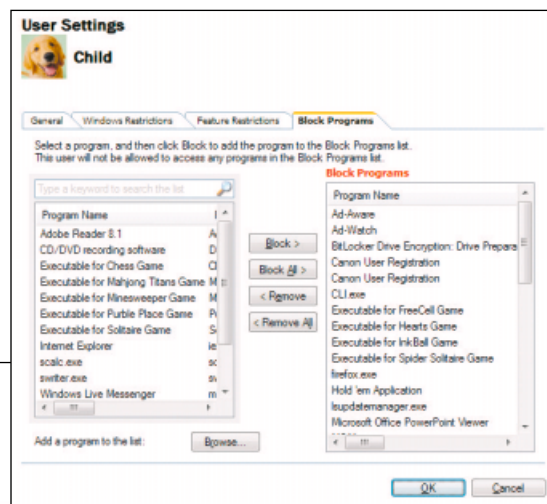 User Settings
Child
General Windows Restrictions Feature Restrictions Block Programs
Select a program, and then click Block to add the program to the Block Programs list.
This user will not be allowed to access any programs in the Block Programs list.
Type a keyword to search the list
Program Name
Adobe Reader 8.1 A
CD/DVD recording software D
Executable for Chess Game
Executable for Mahjong Titans Game M
Executable for Minesweeper Game M
Executable for Purble Place Game
Executable for Solitaire Game S
Internet Explorer ie
scalc.exe sc
swriter.exe
Windows Live Messenger m
Block >
Block All >
< Remove
< Remove All
Block Programs
Program Name
Ad-Aware
Ad-Watch
BitLocker Drive Encryption: Drive Prepara
Canon User Registration
Canon User Registration
CLI.exe
Executable for FreeCell Game
Executable for Hearts Game
Executable for InkBall Game
Executable for Spider Solitaire Game
firefox.exe
Hold 'em Application
lsupdatemanager.exe
Microsoft Office PowerPoint Viewer
Add a program to the list: Browse...
OK Cancel